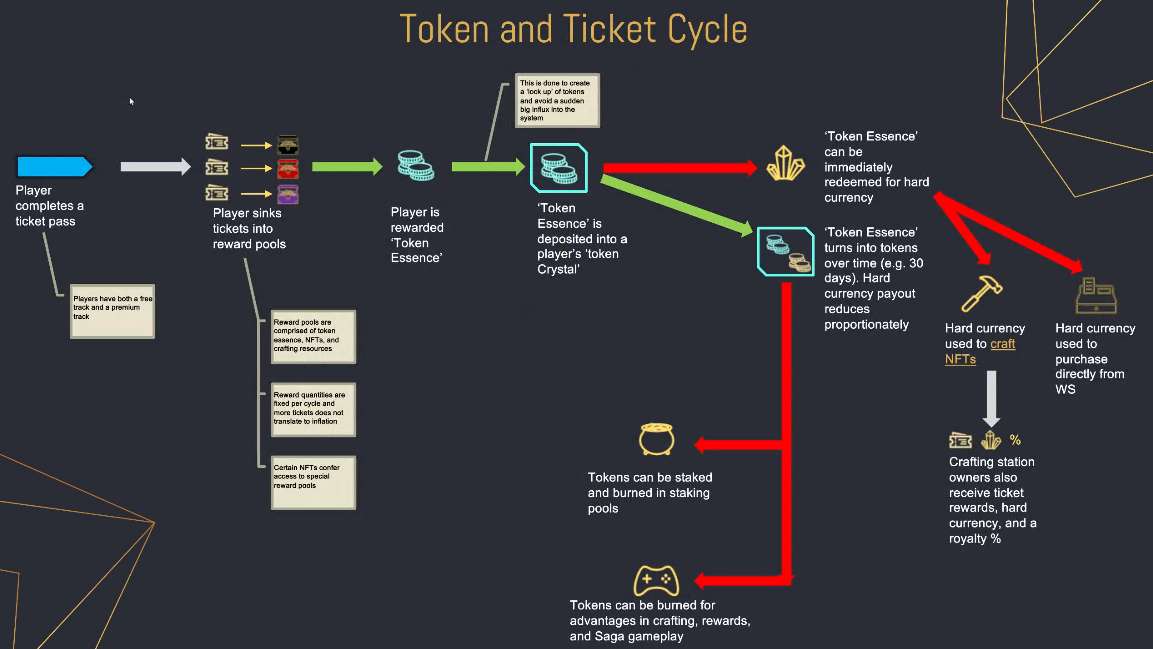 Token and Ticket Cycle
This is done to create
a 'lock up' of tokens
and avoid a sudden
big influx into the
system
Player
completes a
ticket pass
Players have both a free
track and a premium
track
Player sinks
tickets into
reward pools
Reward pools are
comprised of token
essence, NFTs, and
crafting resources
Reward quantities are
fixed per cycle and
more tickets does not
translate to inflation
Certain NFTs confer
access to special
reward pools
Player is
rewarded
‘Token
Essence’
‘Token
Essence’ is
deposited into a
player’s ‘token
Crystal’
‘Token Essence’
can be
immediately
redeemed for hard
currency
‘Token Essence’
turns into tokens
over time (e.g. 30
days). Hard
currency payout
reduces
proportionately
Hard currency
used to craft
NFTs
Hard currency
used to
purchase
directly from
WS
%
Crafting station
owners also
receive ticket
rewards, hard
currency, and a
royalty %
Tokens can be staked
and burned in staking
pools
Tokens can be burned for
advantages in crafting, rewards,
and Saga gameplay